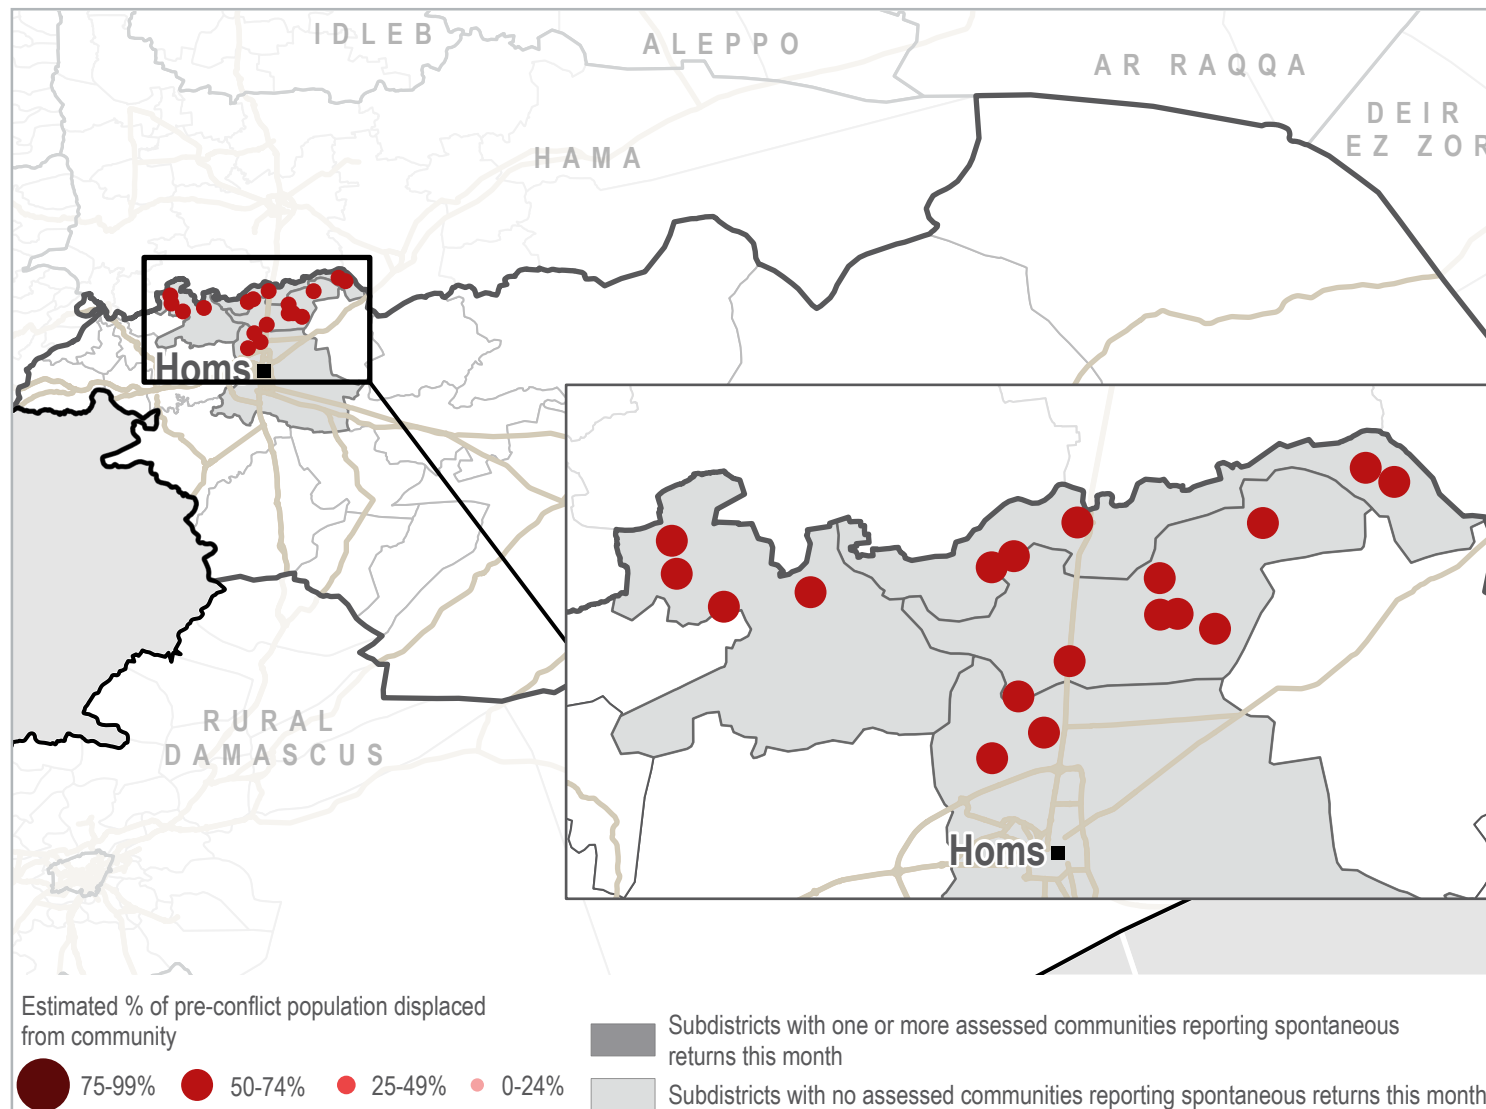 IDLEB
ALEPPO
AR RAQQA
DEIR
EZ ZOR
HAMA
Homs
RURAL
DAMASCUS
Homs
Estimated % of pre-conflict population displaced
from community
75-99%
50-74%
25-49%
0-24%
Subdistricts with one or more assessed communities reporting spontaneous
returns this month
Subdistricts with no assessed communities reporting spontaneous returns this month